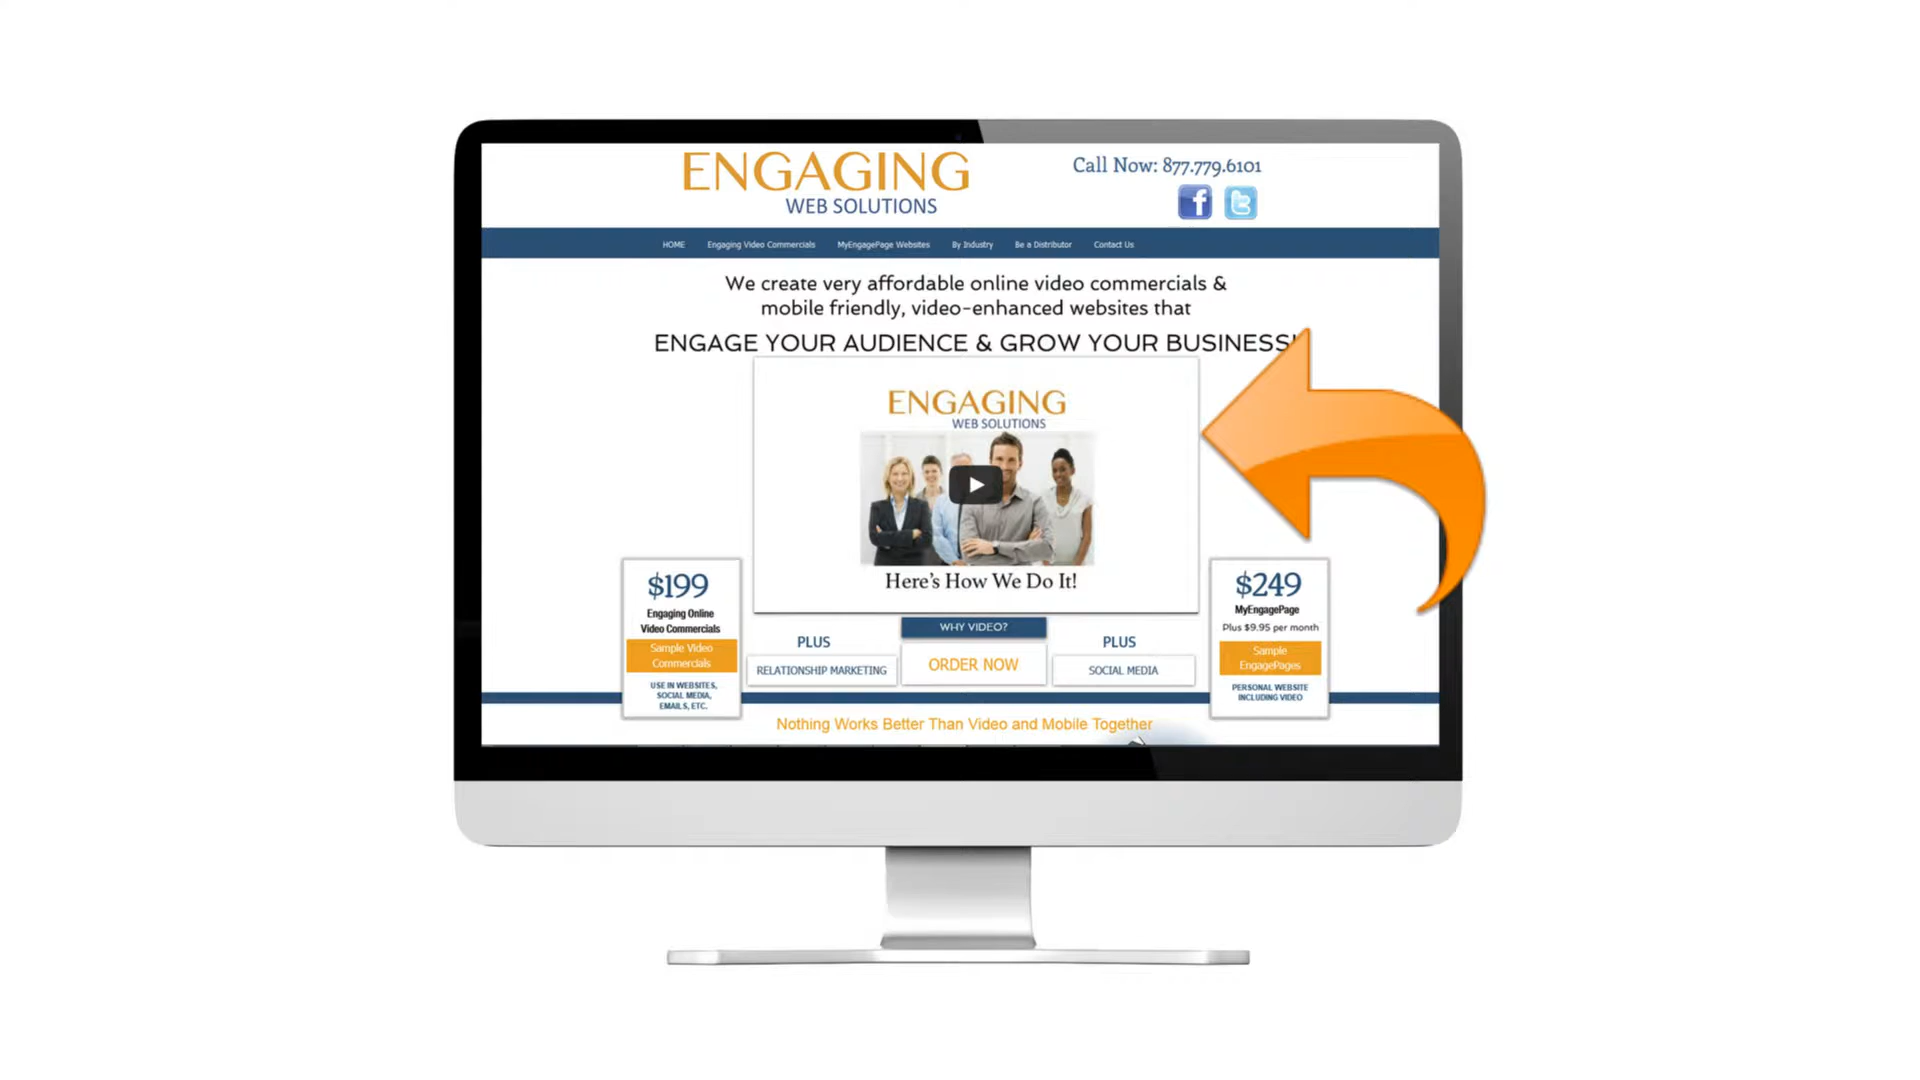 ENGAGING
WEB SOLUTIONS
Call Now: 877.779.6101
HOME
Engaging Video Commercials
MyEngagePage Websites
By Industry
Be a Distributor
Contact Us
We create very affordable online video commercials &
mobile friendly, video-enhanced websites that
ENGAGE YOUR AUDIENCE & GROW YOUR BUSINESS!
ENGAGING
WEB SOLUTIONS
Here's How We Do It!
$199
Engaging Online
Video Commercials
Sample Video
Commercials
USE IN WEBSITES,
SOCIAL MEDIA,
EMAILS, ETC.
PLUS
RELATIONSHIP MARKETING
WHY VIDEO?
ORDER NOW
PLUS
SOCIAL MEDIA
$249
MyEngagePage
Plus $9.95 per month
Sample
EngagePages
PERSONAL WEBSITE
INCLUDING VIDEO
Nothing Works Better Than Video and Mobile Together